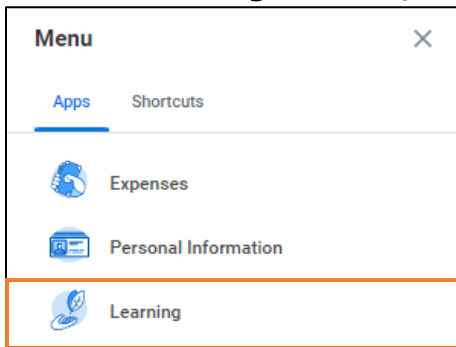 Menu
Apps Shortcuts
Expenses
Personal Information
Learning